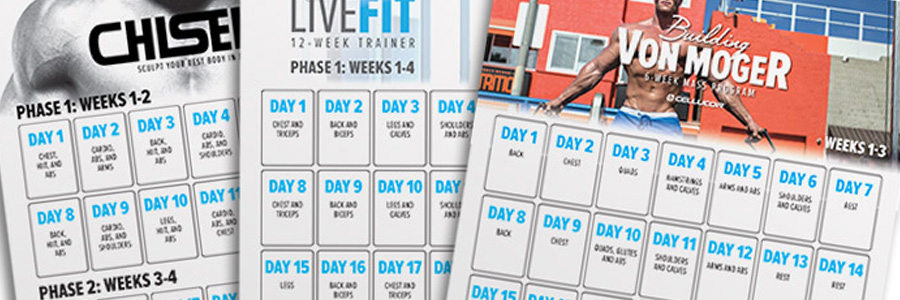 CHISEL
SCULPT YOUR BEST BODY IN
PHASE 1: WEEKS 1-2
DAY 1
CHEST,
HIIT, AND
ABS
DAY 2
CARDIO,
ABS, AND
ARMS
DAY 3
BACK,
HIIT, AND
ABS
DAY 4
CARDIO,
ABS, AND
SHOULDERS
DAY 8
BACK,
HIIT, AND
ABS
DAY 9
CARDIO,
ABS, AND
SHOULDERS
DAY 10
LEGS,
HIIT, AND
ABS
DAY 11
CARDIO,
ABS, AND
CHEST
PHASE 2: WEEKS 3-4
LIVEFIT
12-WEEK TRAINER
PHASE 1: WEEKS 1-4
DAY 1
CHEST AND
TRICEPS
DAY 2
BACK AND
BICEPS
DAY 3
LEGS AND
CALVES
DAY 4
SHOULDERS
AND ABS
DAY 8
CHEST AND
TRICEPS
DAY 9
BACK AND
BICEPS
DAY 10
LEGS AND
CALVES
DAY
SHOULDERS
AND ABS
DAY 15
LEGS
DAY 16
BACK AND
BICEPS
DAY 17
CHEST AND
TRICEPS
DAY
Building
VON MOGER
6-WEEK MASS PROGRAM
CELLUCOR
WEEKS 1-3
DAY 1
BACK
DAY 2
CHEST
DAY 3
QUADS
DAY 4
HAMSTRINGS
AND CALVES
DAY 5
ARMS AND ABS
DAY 6
SHOULDERS
AND CALVES
DAY 7
REST
DAY 8
BACK
DAY 9
CHEST
DAY 10
QUADS, GLUTES
AND ABS
DAY 11
SHOULDERS
AND CALVES
DAY 12
ARMS AND ABS
DAY 13
REST
DAY 14
REST
DAY 15